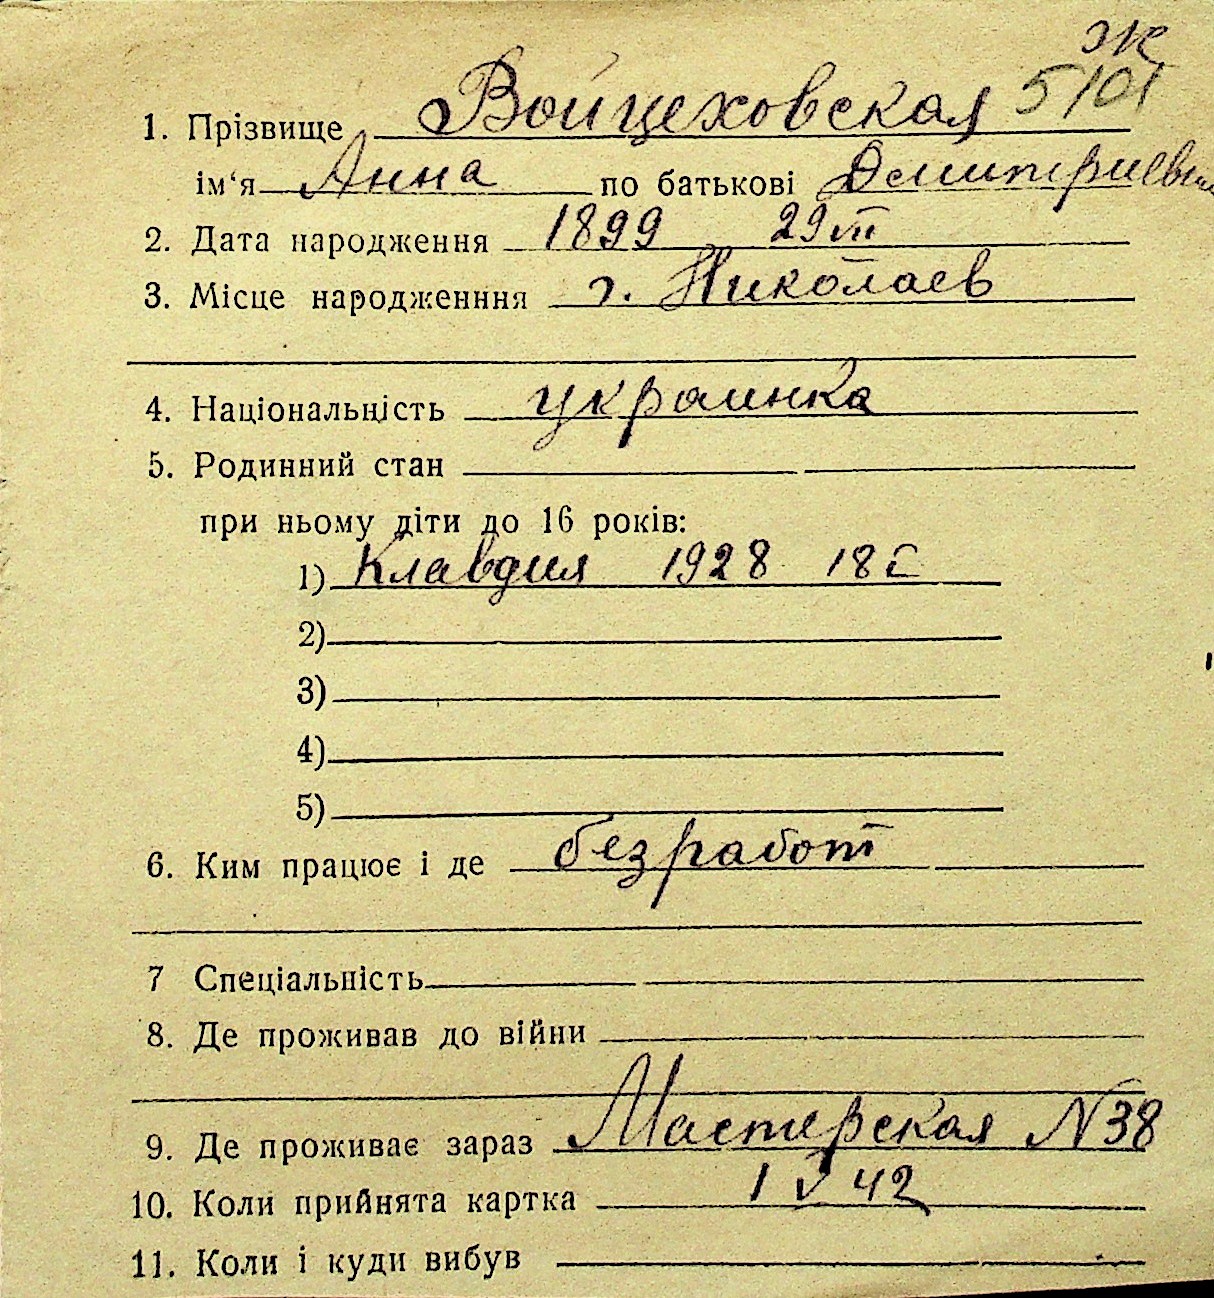 Ж
5101
1. Прізвище Войцеховская
ім‘я Анна по батькові Дмитриевна
2. Дата народження 1899 29 VII
3. Місце народженння г. Николаев
4. Національність украинка
5. Родинний стан
при ньому діти до 16 років:
1) Клавдия 1928 18 I
2)
3)
4)
5)
6. Ким працює і де безработ
7 Спеціальність
8. Де проживав до війни
9. Де проживає зараз Мастерская N 38
10. Коли прийнята картка 1 V 42
11. Коли і куди вибув